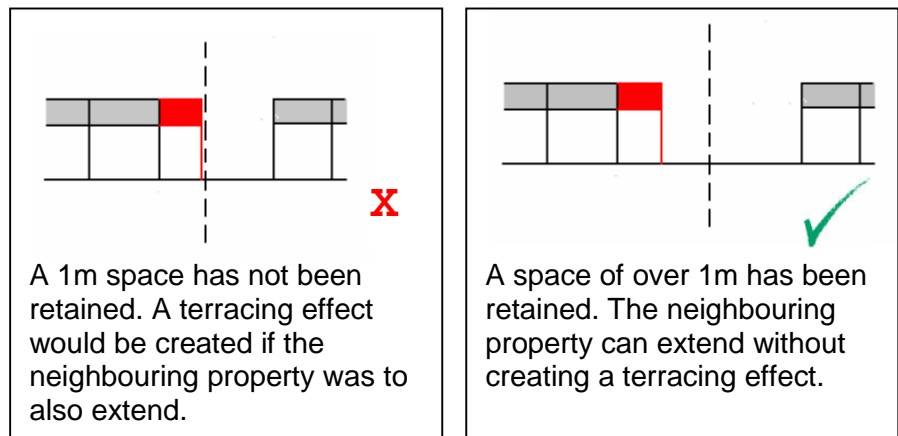 X
A 1m space has not been
retained. A terracing effect
would be created if the
neighbouring property was to
also extend.
A space of over 1m has been
retained. The neighbouring
property can extend without
creating a terracing effect.